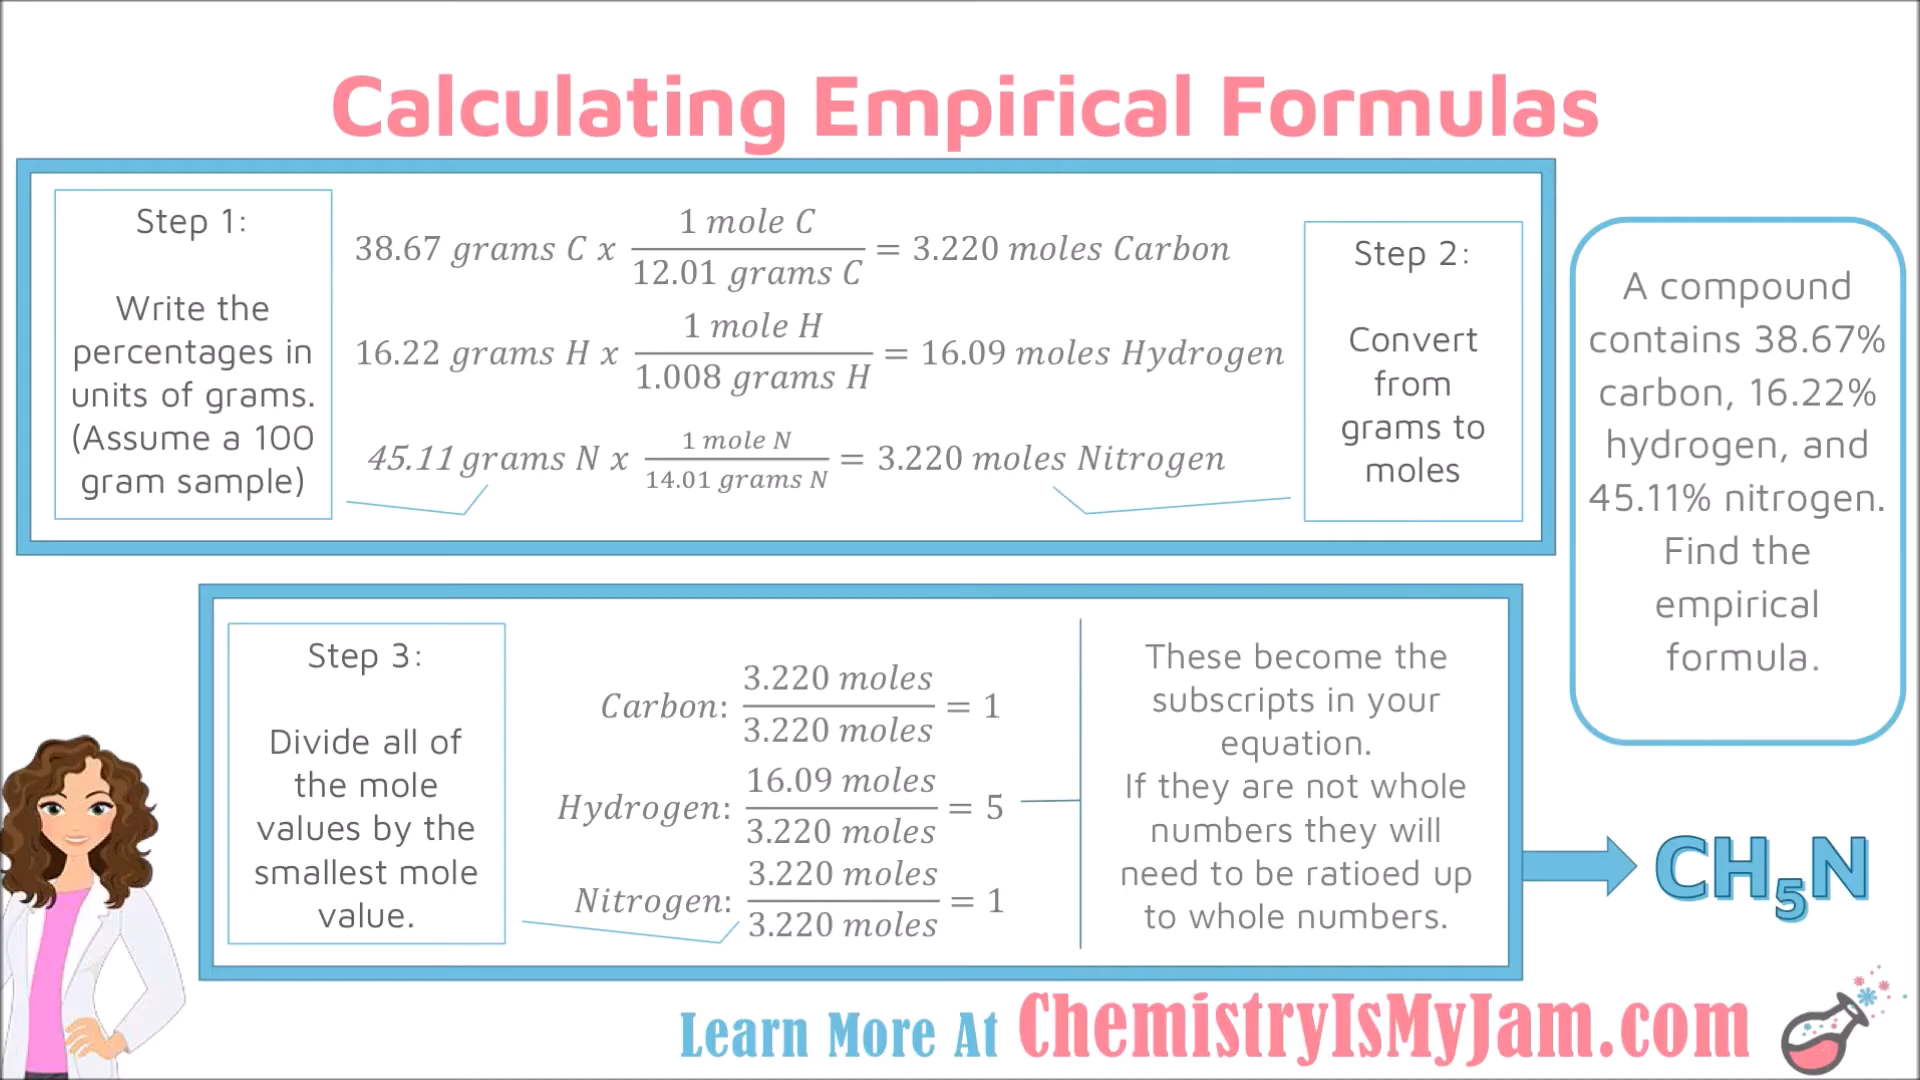 Calculating Empirical Formulas
Step 1:
Write the
percentages in
units of grams.
(Assume a 100
gram sample)
38.67 grams C x 1 mole C / 12.01 grams C = 3.220 moles Carbon
16.22 grams H x 1 mole H / 1.008 grams H = 16.09 moles Hydrogen
45.11 grams N x 1 mole N / 14.01 grams N = 3.220 moles Nitrogen
Step 2:
Convert
from
grams to
moles
A compound
contains 38.67%
carbon, 16.22%
hydrogen, and
45.11% nitrogen.
Find the
empirical
formula.
Step 3:
Divide all of
the mole
values by the
smallest mole
value.
Carbon: 3.220 moles / 3.220 moles = 1
Hydrogen: 16.09 moles / 3.220 moles = 5
Nitrogen: 3.220 moles / 3.220 moles = 1
These become the
subscripts in your
equation.
If they are not whole
numbers they will
need to be ratioed up
to whole numbers.
CH₅N
Learn More At ChemistryIsMyJam.com